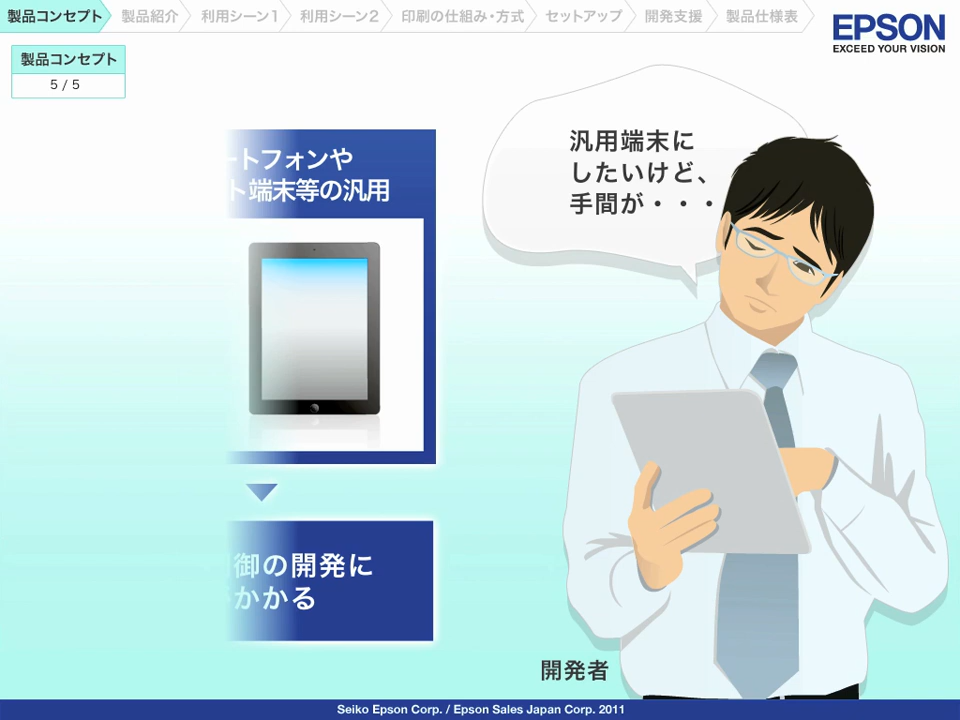 製品コンセプト 製品紹介 利用シーン1 利用シーン2 印刷の仕組み・方式 セットアップ 開発支援 製品仕様表
EPSON
EXCEED YOUR VISION
製品コンセプト
5 / 5
ートフォンや
ト端末等の汎用
汎用端末に
したいけど、
手間が・・・
御の開発に
かかる
開発者
Seiko Epson Corp. / Epson Sales Japan Corp. 2011